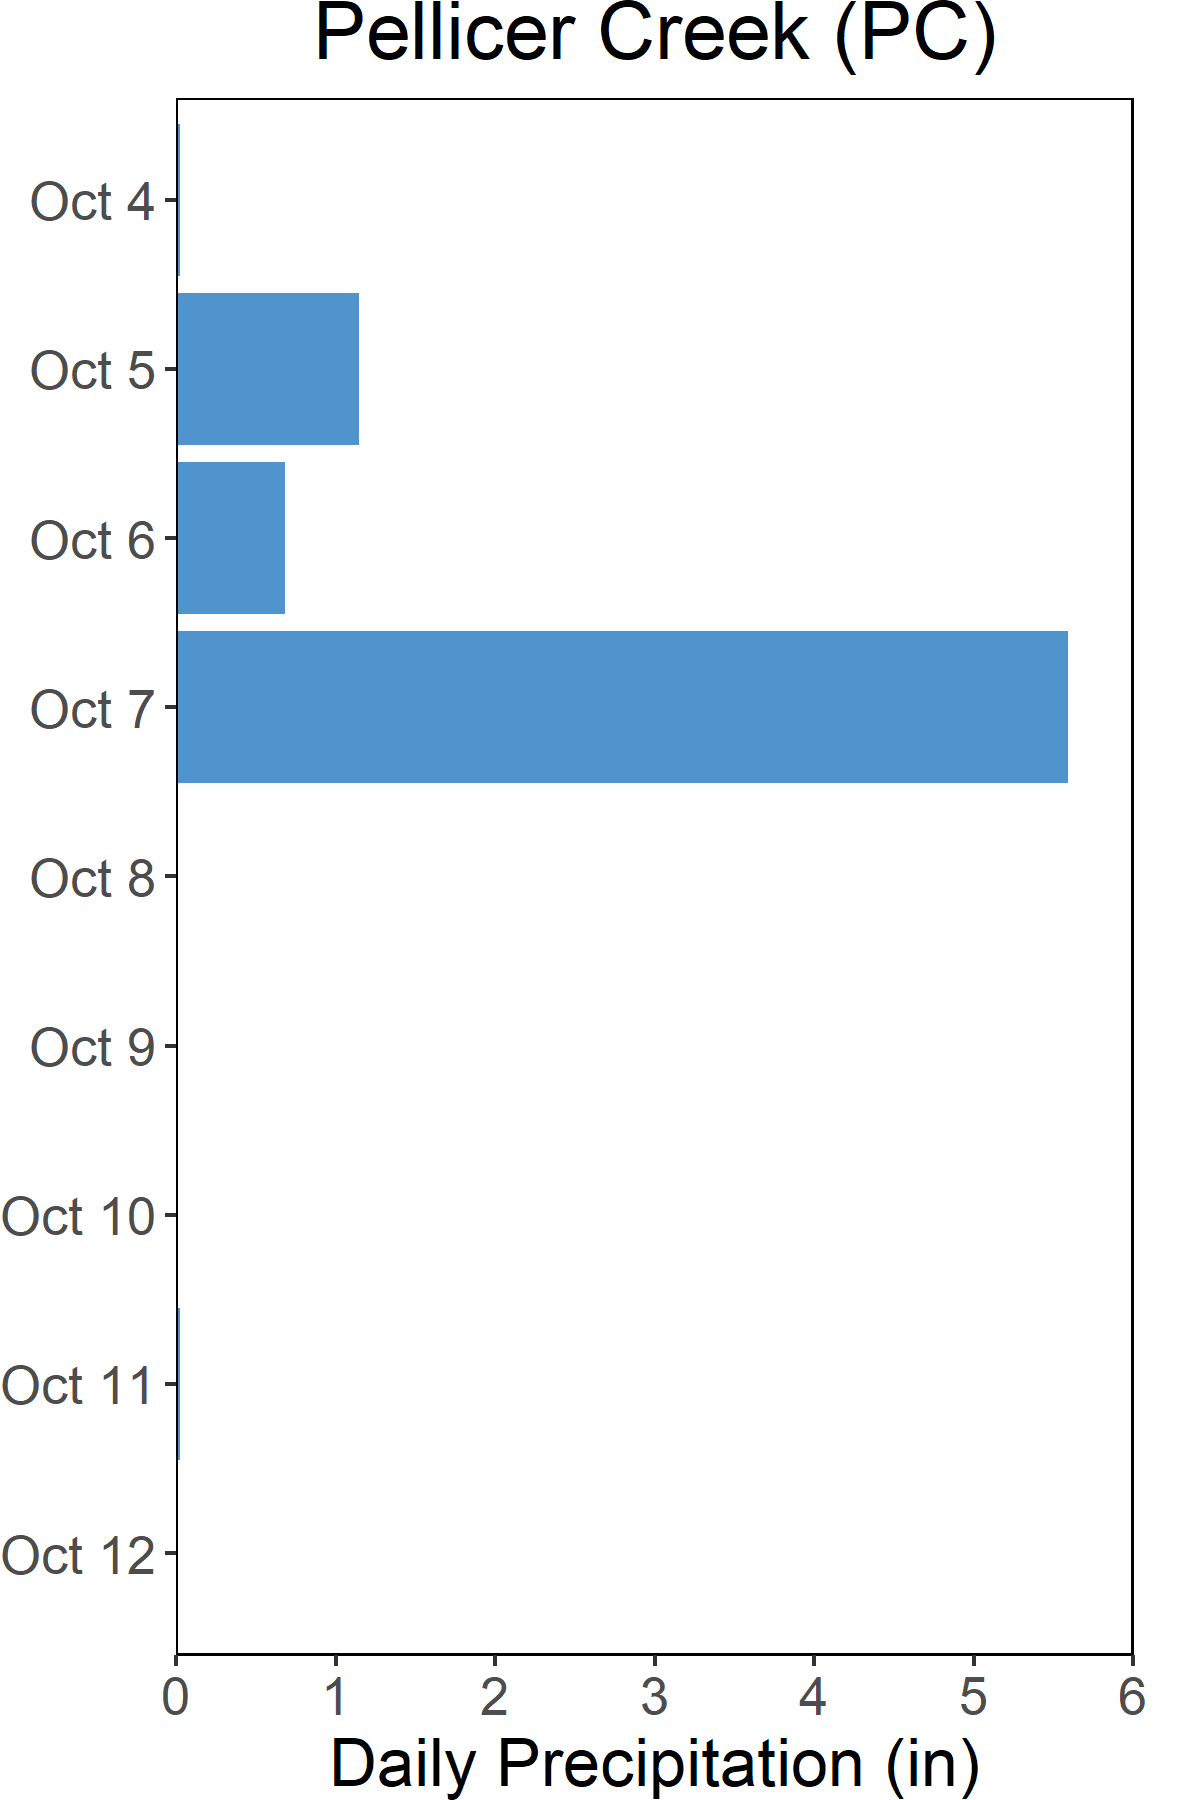 Pellicer Creek (PC)
Oct 4
Oct 5
Oct 6
Oct 7
Oct 8
Oct 9
Oct 10
Oct 11
Oct 12
0 1 2 3 4 5 6
Daily Precipitation (in)